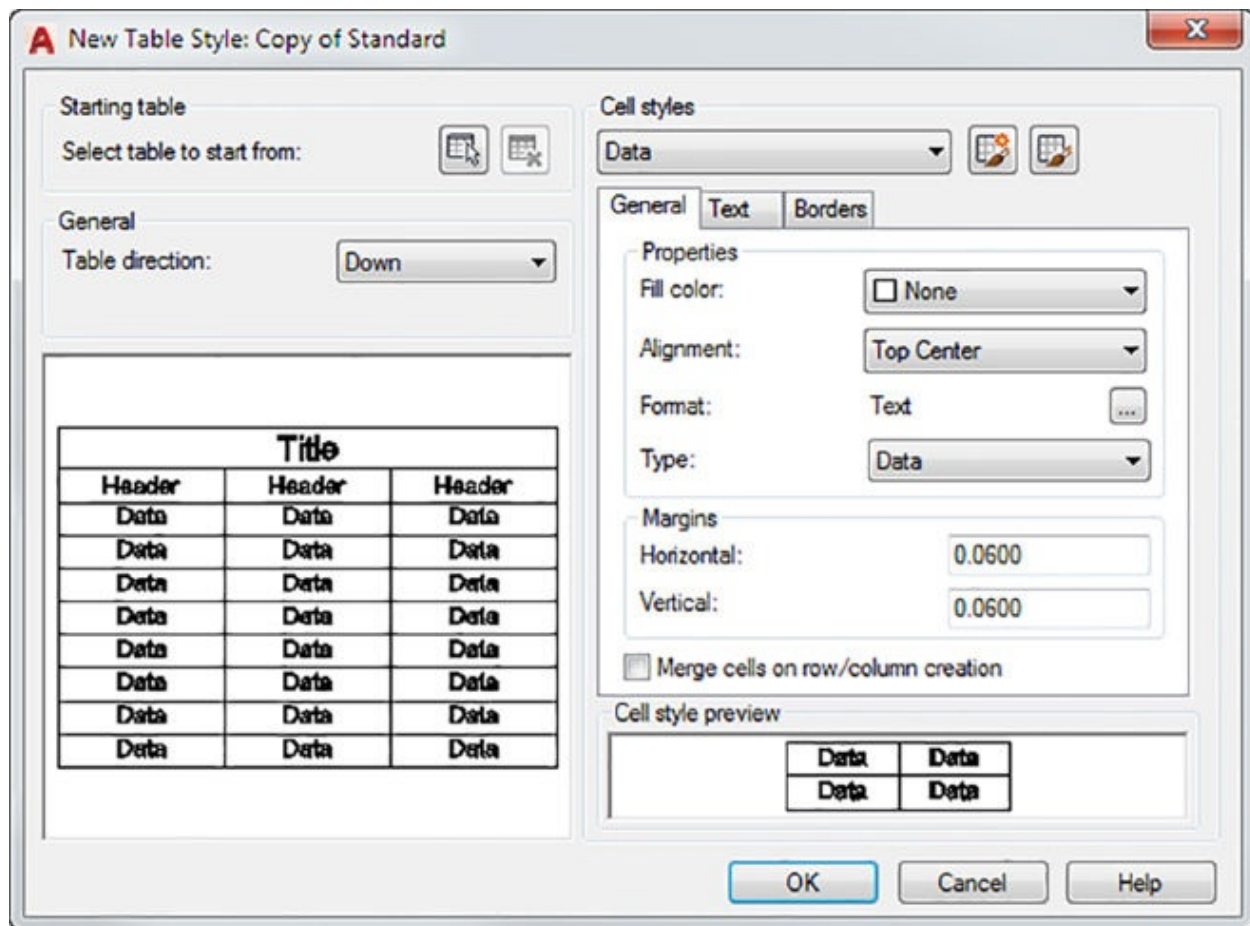 New Table Style: Copy of Standard
Starting table
Select table to start from:
General
Table direction: Down
Title
Header Header Header
Data Data Data
Data Data Data
Data Data Data
Data Data Data
Data Data Data
Data Data Data
Data Data Data
Data Data Data
Cell styles
Data
General Text Borders
Properties
Fill color: None
Alignment: Top Center
Format: Text ...
Type: Data
Margins
Horizontal: 0.0600
Vertical: 0.0600
Merge cells on row/column creation
Cell style preview
Data Data
Data Data
OK Cancel Help